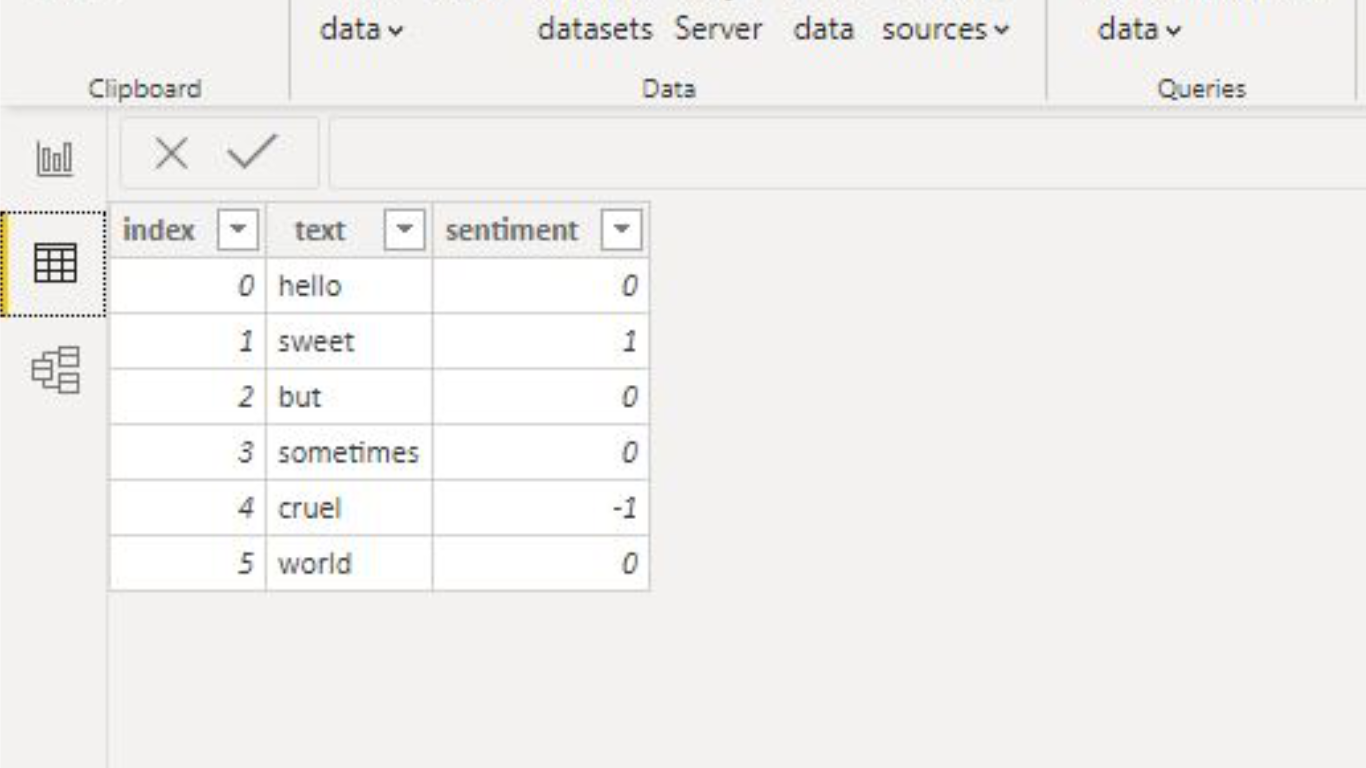 data datasets Server data sources data
Clipboard Data Queries
index text sentiment
0 hello 0
1 sweet 1
2 but 0
3 sometimes 0
4 cruel -1
5 world 0